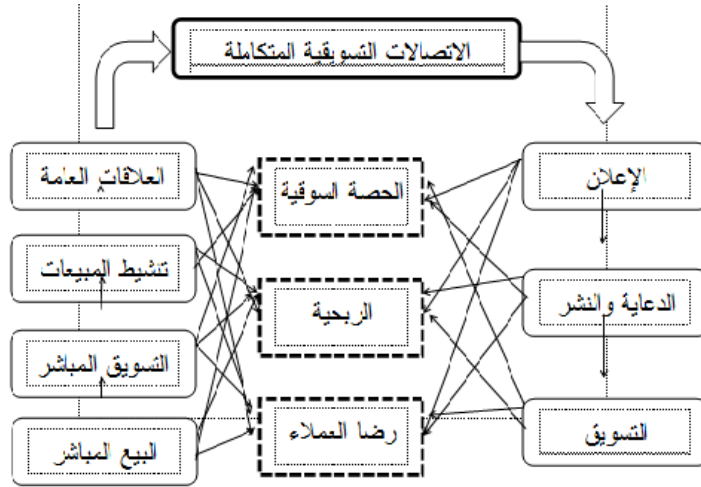 الاتصالات التسويقية المتكاملة
الإعلان
الحصة السوقية
العلاقات العامة
الدعاية والنشر
الربحية
تنشيط المبيعات
التسويق المباشر
التسويق
رضا العملاء
البيع المباشر